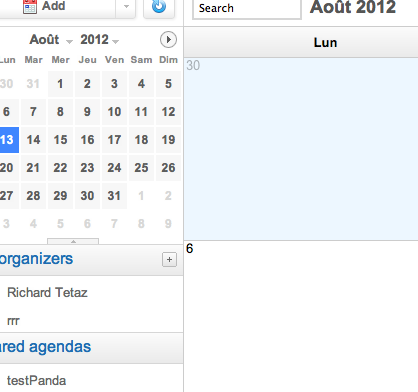 Add
Search
Août 2012
Août 2012
Lun Mar Mer Jeu Ven Sam Dim
30 31 1 2 3 4 5
6 7 8 9 10 11 12
13 14 15 16 17 18 19
20 21 22 23 24 25 26
27 28 29 30 31 1 2
3 4 5 6 7 8 9
organizers
+
Richard Tetaz
rrr
ared agendas
testPanda
Lun
30
6